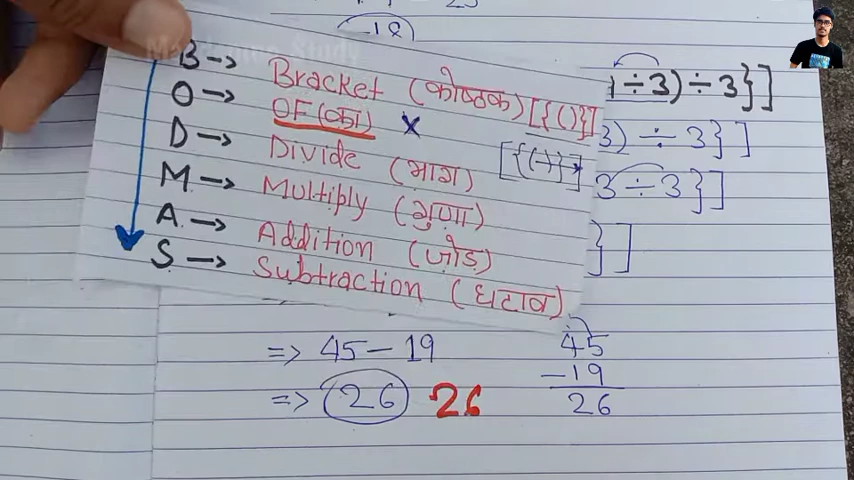 -18
B → Bracket (कोष्ठक) [{()}]
O → OF (का) ×
D → Divide (भाग) [{(-)}]
M → Multiply (गुणा)
A → Addition (जोड़)
S → Subtraction (घटाव)
÷3)÷3}]]
3)÷3}]
3÷3}]
}]
=> 45-19
=> 26 26
45
-19
26